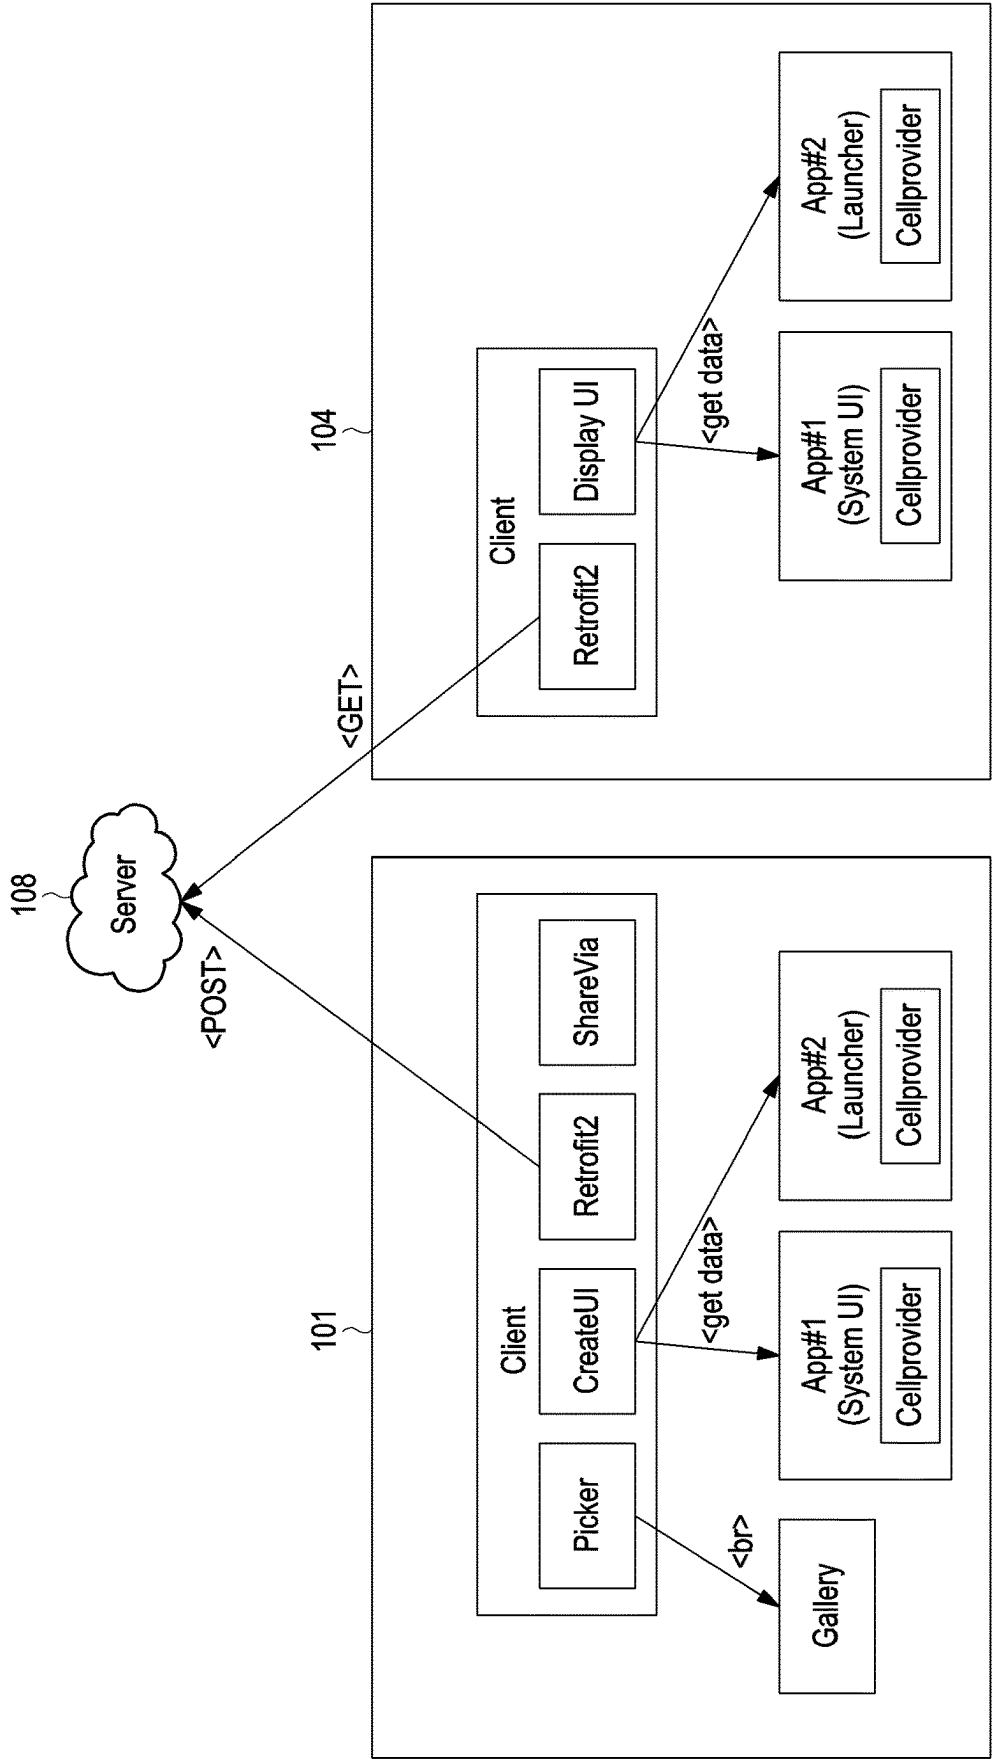 108
Server
<POST>
<GET>
101
Client
Picker
CreateUI
Retrofit2
ShareVia
<br>
<get data>
Gallery
App#1
(System UI)
Cellprovider
App#2
(Launcher)
Cellprovider
104
Client
Retrofit2
Display UI
<get data>
App#1
(System UI)
Cellprovider
App#2
(Launcher)
Cellprovider